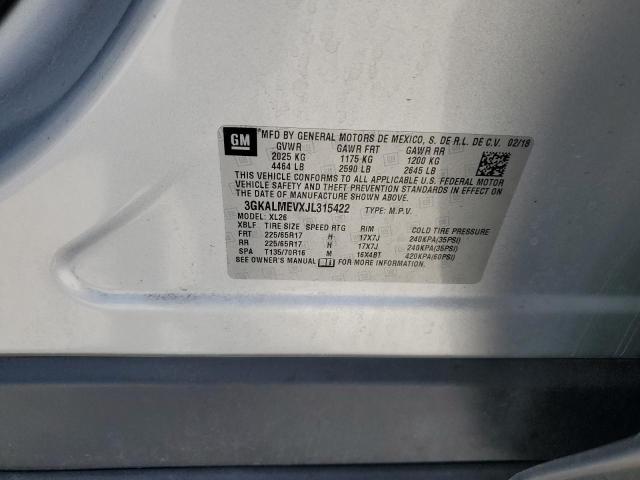 GM MFD BY GENERAL MOTORS DE MEXICO, S. DE R.L. DE C.V. 02/18
GVWR GAWR FRT GAWR RR
2025 KG 1175 KG 1200 KG
4464 LB 2590 LB 2645 LB
THIS VEHICLE CONFORMS TO ALL APPLICABLE U.S. FEDERAL MOTOR
VEHICLE SAFETY AND THEFT PREVENTION STANDARDS IN EFFECT
ON THE DATE OF MANUFACTURE SHOWN ABOVE.
3GKALMEVXJL315422 TYPE: M.P.V.
MODEL: XL26
XBLF TIRE SIZE SPEED RTG RIM COLD TIRE PRESSURE
FRT 225/65R17 H 17X7J 240KPA(35PSI)
RR 225/65R17 H 17X7J 240KPA(35PSI)
SPA T135/70R16 M 16X4BT 420KPA(60PSI)
SEE OWNER'S MANUAL FOR MORE INFORMATION.